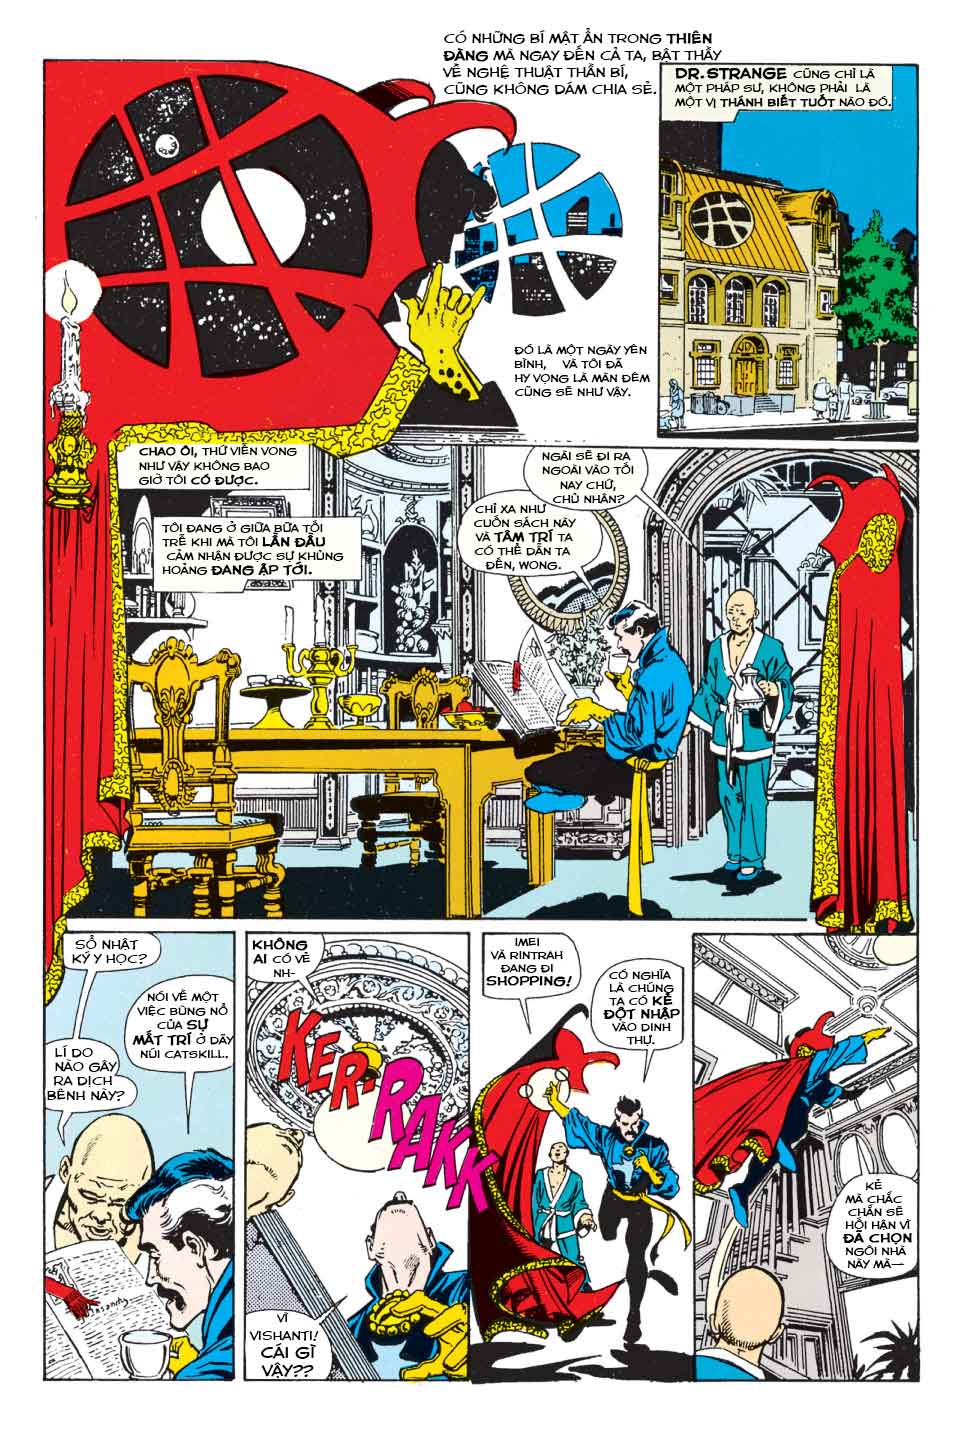 CÓ NHỮNG BÍ MẬT ẨN TRONG THIÊN
ĐÀNG MÀ NGAY ĐẾN CẢ TA, BẬT THẦY
VỀ NGHỆ THUẬT THẦN BÍ,
CŨNG KHÔNG DÁM CHIA SẺ.
DR. STRANGE CŨNG CHỈ LÀ
MỘT PHÁP SƯ, KHÔNG PHẢI LÀ
MỘT VỊ THÁNH BIẾT TUỐT NÀO ĐÓ.
ĐÓ LÀ MỘT NGÀY YÊN
BÌNH, VÀ TÔI ĐÃ
HY VỌNG LÀ MÀN ĐÊM
CŨNG SẼ NHƯ VẬY.
CHAO ÔI, THỨ VIỄN VONG
NHƯ VẬY KHÔNG BAO
GIỜ TÔI CÓ ĐƯỢC.
TÔI ĐANG Ở GIỮA BỮA TỐI
TRỄ KHI MÀ TÔI LẦN ĐẦU
CẢM NHẬN ĐƯỢC SỰ KHỦNG
HOẢNG ĐANG ẬP TỚI.
NGÀI SẼ ĐI RA
NGOÀI VÀO TỐI
NAY CHỨ,
CHỦ NHÂN?
CHỈ XA NHƯ
CUỐN SÁCH NÀY
VÀ TÂM TRÍ TA
CÓ THỂ DẪN TA
ĐẾN, WONG.
SỔ NHẬT
KÝ Y HỌC?
NÓI VỀ MỘT
VIỆC BÙNG NỔ
CỦA SỰ
MẤT TRÍ Ở DÃY
NÚI CATSKILL.
LÍ DO
NÀO GÂY
RA DỊCH
BỆNH NÀY?
insanity
KHÔNG
AI CÓ VẺ
NH-
KER-RAKK
VÌ
VISHANTI!
CÁI GÌ
VẬY??
IMEI
VÀ RINTRAH
ĐANG ĐI
SHOPPING!
CÓ NGHĨA
LÀ CHÚNG
TA CÓ KẺ
ĐỘT NHẬP
VÀO DINH
THỰ.
KẺ
MÀ CHẮC
CHẮN SẼ
HỐI HẬN VÌ
ĐÃ CHỌN
NGÔI NHÀ
NÀY MÀ—